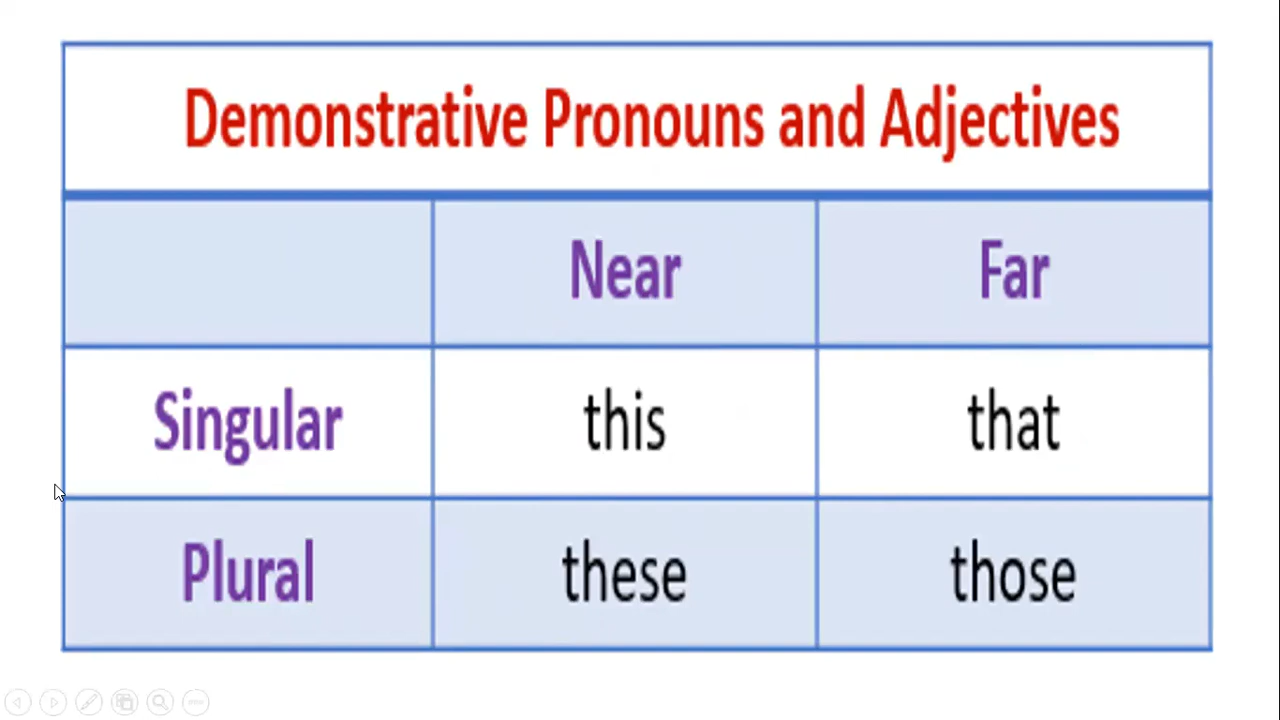 Demonstrative Pronouns and Adjectives
Near Far
Singular this that
Plural these those